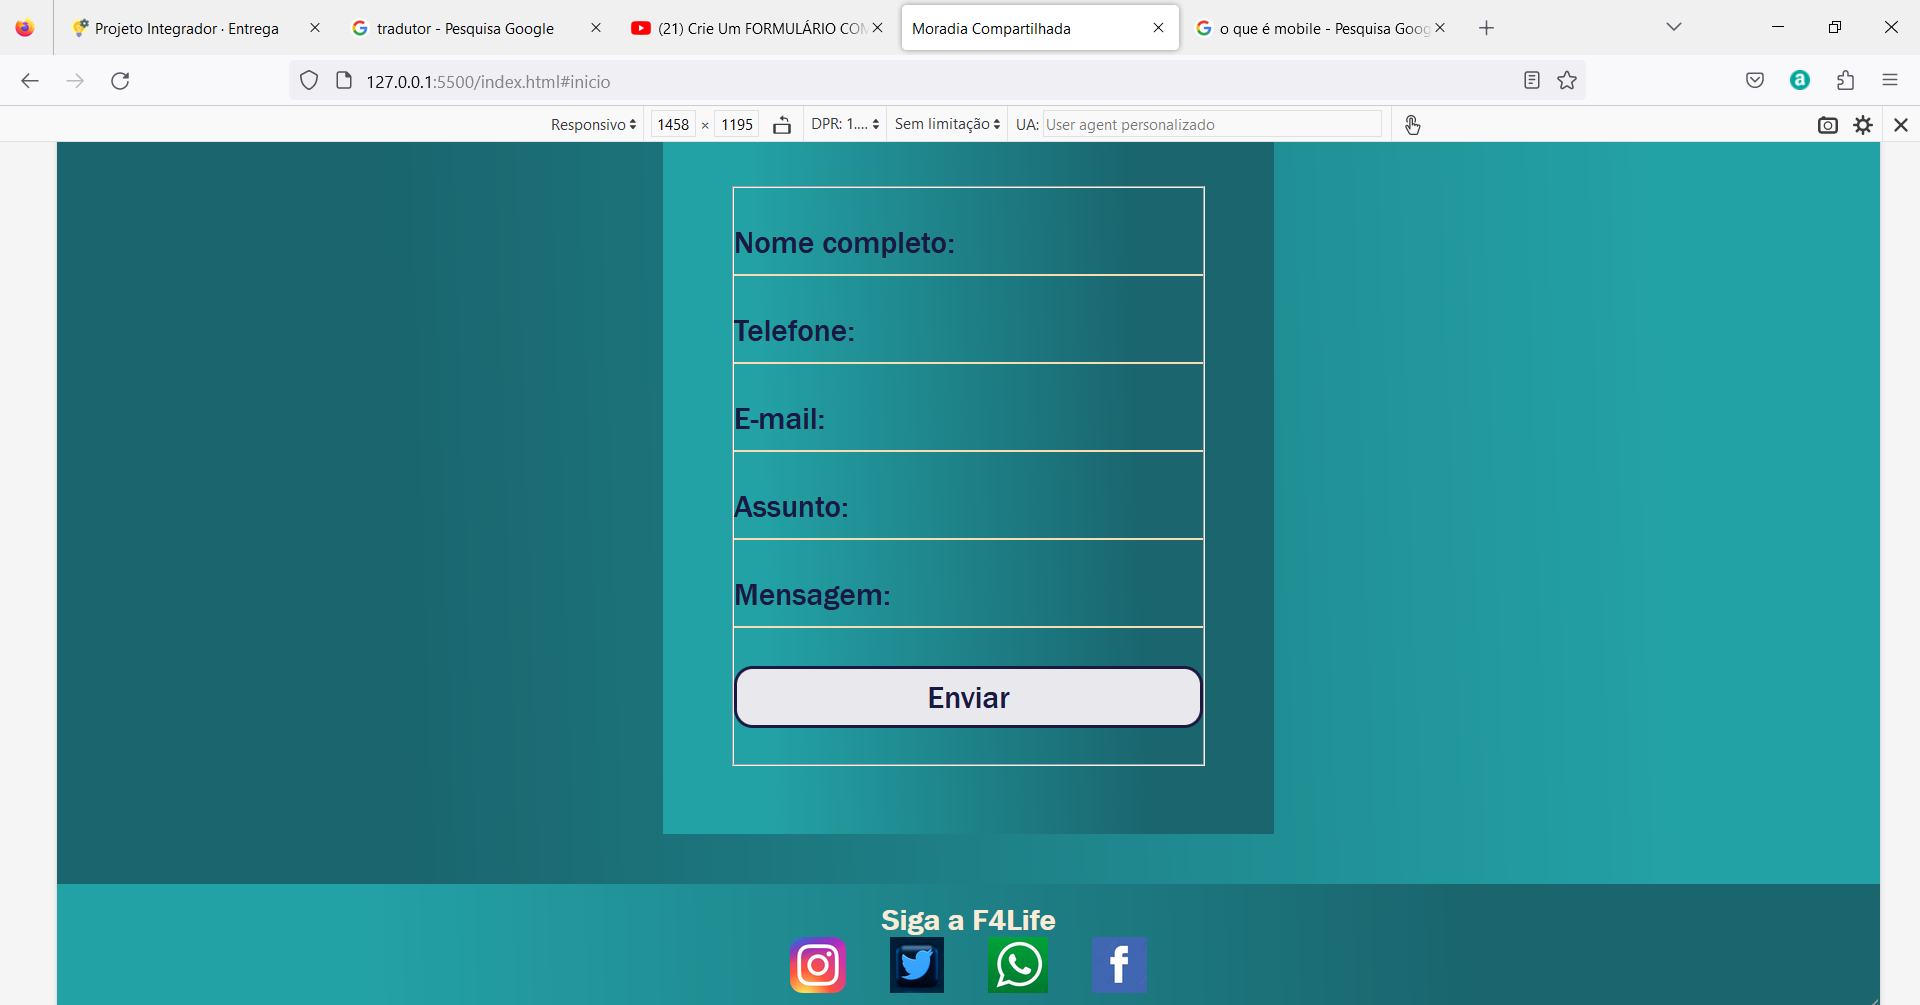 Projeto Integrador · Entrega
tradutor - Pesquisa Google
(21) Crie Um FORMULÁRIO COM
Moradia Compartilhada
o que é mobile - Pesquisa Goog
127.0.0.1:5500/index.html#inicio
a
Responsivo 1458 × 1195 DPR: 1.... Sem limitação UA: User agent personalizado
Nome completo:
Telefone:
E-mail:
Assunto:
Mensagem:
Enviar
Siga a F4Life
f